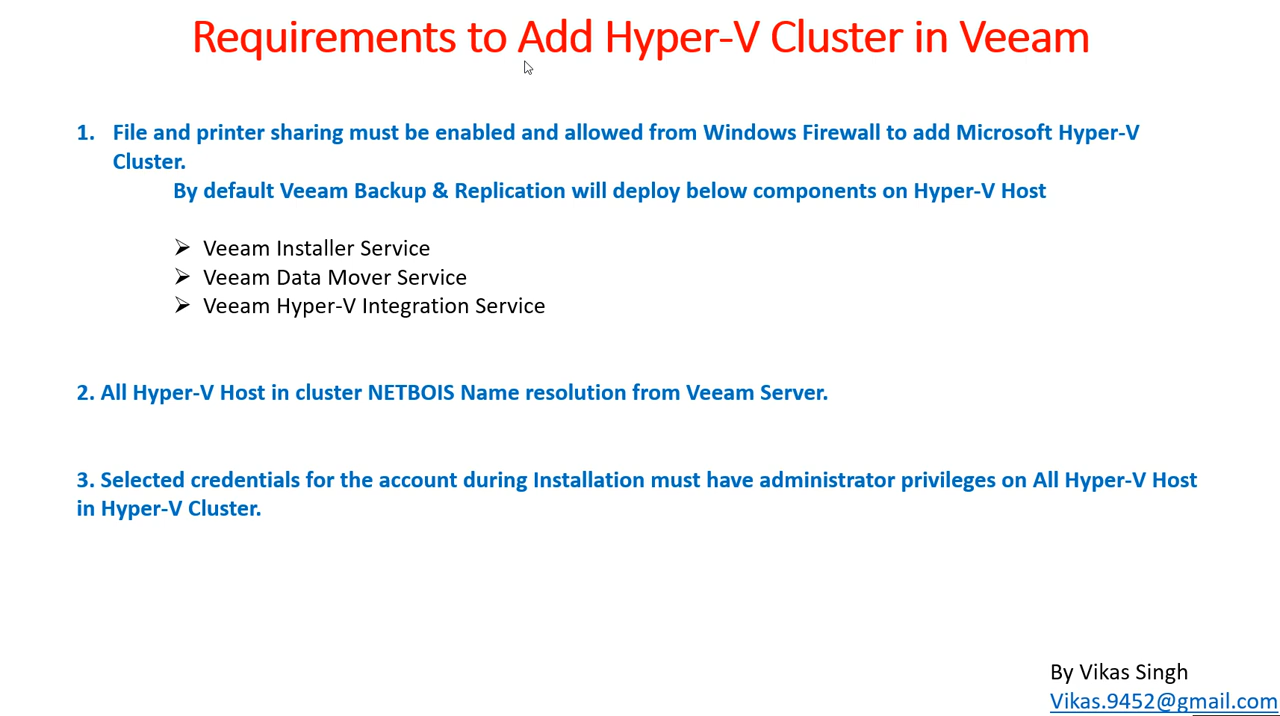 Requirements to Add Hyper-V Cluster in Veeam
1. File and printer sharing must be enabled and allowed from Windows Firewall to add Microsoft Hyper-V
Cluster.
By default Veeam Backup & Replication will deploy below components on Hyper-V Host
➢ Veeam Installer Service
➢ Veeam Data Mover Service
➢ Veeam Hyper-V Integration Service
2. All Hyper-V Host in cluster NETBOIS Name resolution from Veeam Server.
3. Selected credentials for the account during Installation must have administrator privileges on All Hyper-V Host
in Hyper-V Cluster.
By Vikas Singh
Vikas.9452@gmail.com